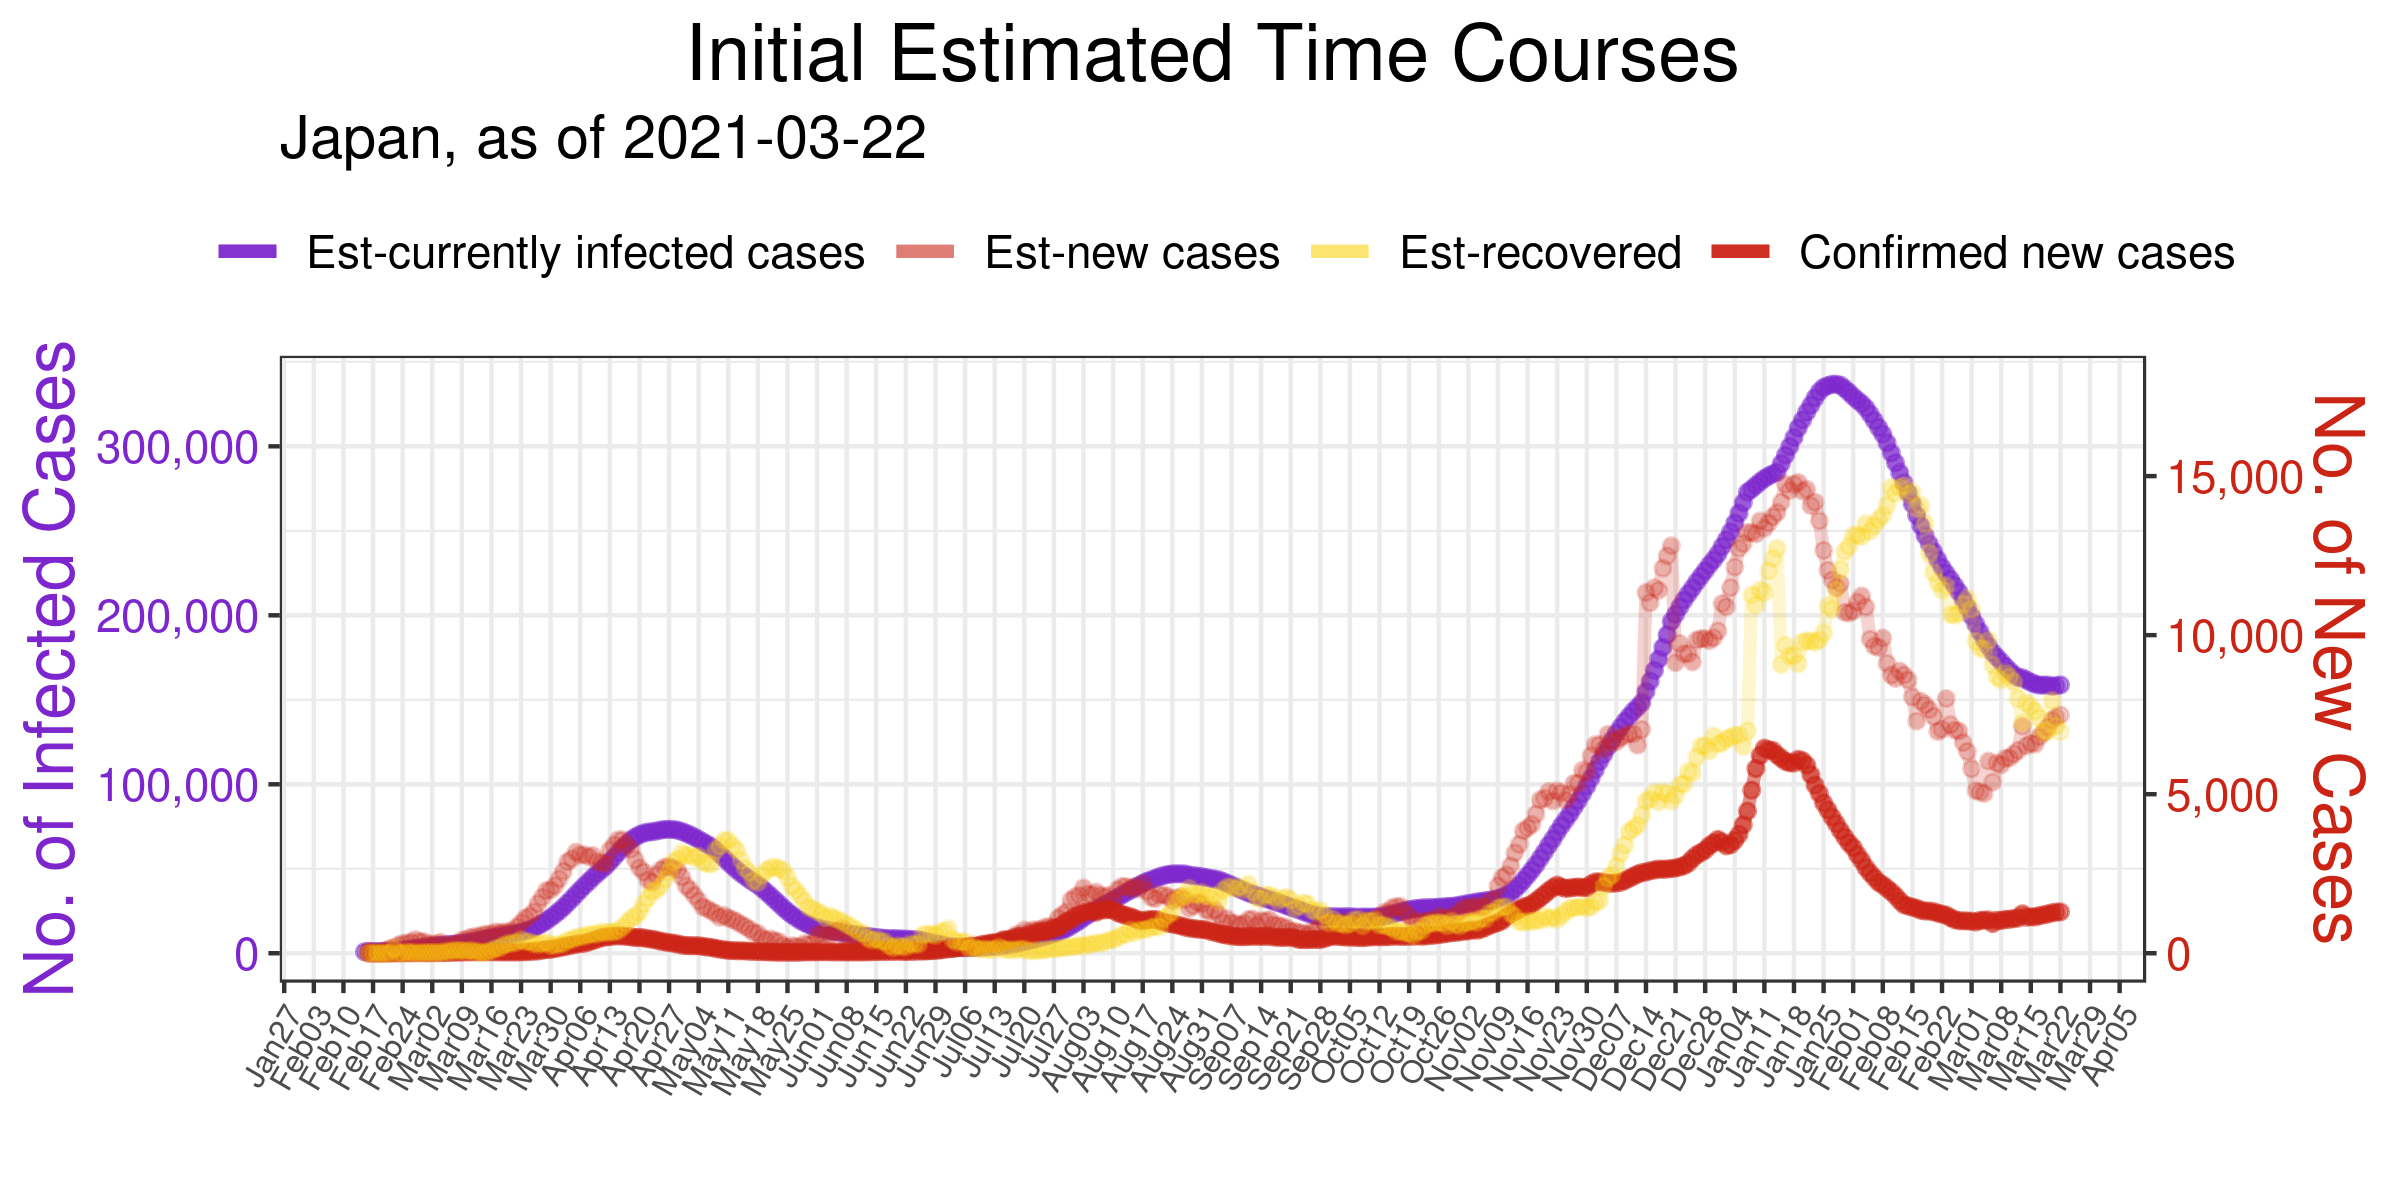 Initial Estimated Time Courses
Japan, as of 2021-03-22
Est-currently infected cases
Est-new cases
Est-recovered
Confirmed new cases
No. of Infected Cases
300,000
200,000
100,000
0
15,000
10,000
5,000
0
No. of New Cases
Jan27
Feb03
Feb10
Feb17
Feb24
Mar02
Mar09
Mar16
Mar23
Mar30
Apr06
Apr13
Apr20
Apr27
May04
May11
May18
May25
Jun01
Jun08
Jun15
Jun22
Jun29
Jul06
Jul13
Jul20
Jul27
Aug03
Aug10
Aug17
Aug24
Aug31
Sep07
Sep14
Sep21
Sep28
Oct05
Oct12
Oct19
Oct26
Nov02
Nov09
Nov16
Nov23
Nov30
Dec07
Dec14
Dec21
Dec28
Jan04
Jan11
Jan18
Jan25
Feb01
Feb08
Feb15
Feb22
Mar01
Mar08
Mar15
Mar22
Mar29
Apr05